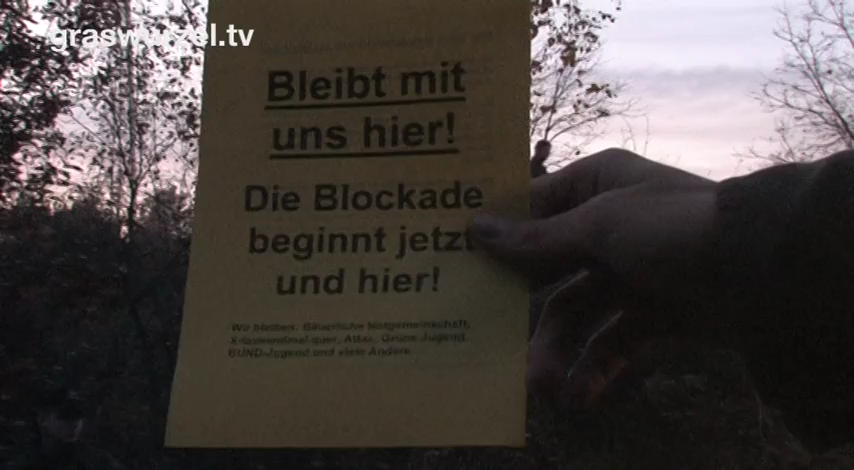 graswurzel.tv
Bleibt mit
uns hier!
Die Blockade
beginnt jetzt
und hier!
Wir bleiben. Bäuerliche Notgemeinschaft,
X-tausendmal quer, Attac, Grüne Jugend,
BUND-Jugend und viele Andere